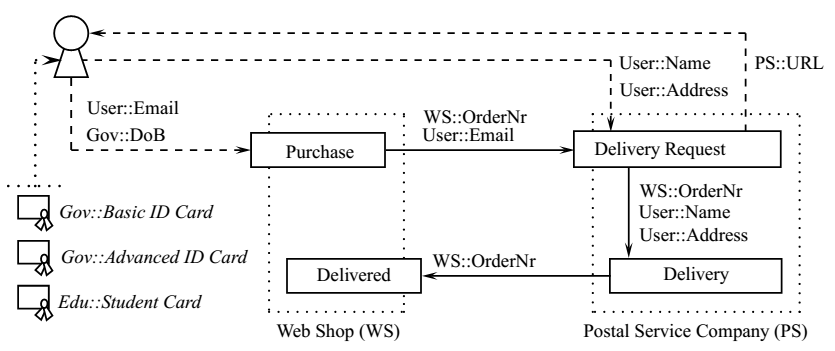 User::Name
PS::URL
User::Address
User::Email
Gov::DoB
WS::OrderNr
User::Email
Purchase
Delivery Request
WS::OrderNr
User::Name
User::Address
Gov::Basic ID Card
Gov::Advanced ID Card
Edu::Student Card
Delivered
WS::OrderNr
Delivery
Web Shop (WS)
Postal Service Company (PS)